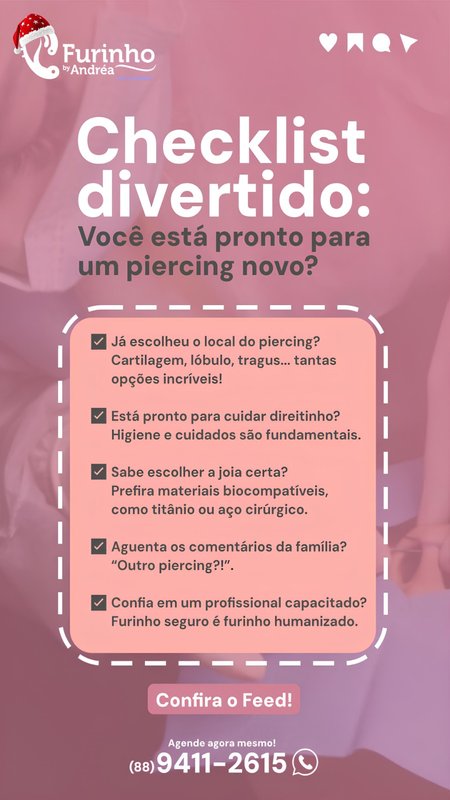 Furinho
by Andréa
Checklist
divertido:
Você está pronto para
um piercing novo?
Já escolheu o local do piercing?
Cartilagem, lóbulo, tragus... tantas
opções incríveis!
Está pronto para cuidar direitinho?
Higiene e cuidados são fundamentais.
Sabe escolher a joia certa?
Prefira materiais biocompatíveis,
como titânio ou aço cirúrgico.
Aguenta os comentários da família?
“Outro piercing?!”.
Confia em um profissional capacitado?
Furinho seguro é furinho humanizado.
Confira o Feed!
Agende agora mesmo!
(88)9411-2615